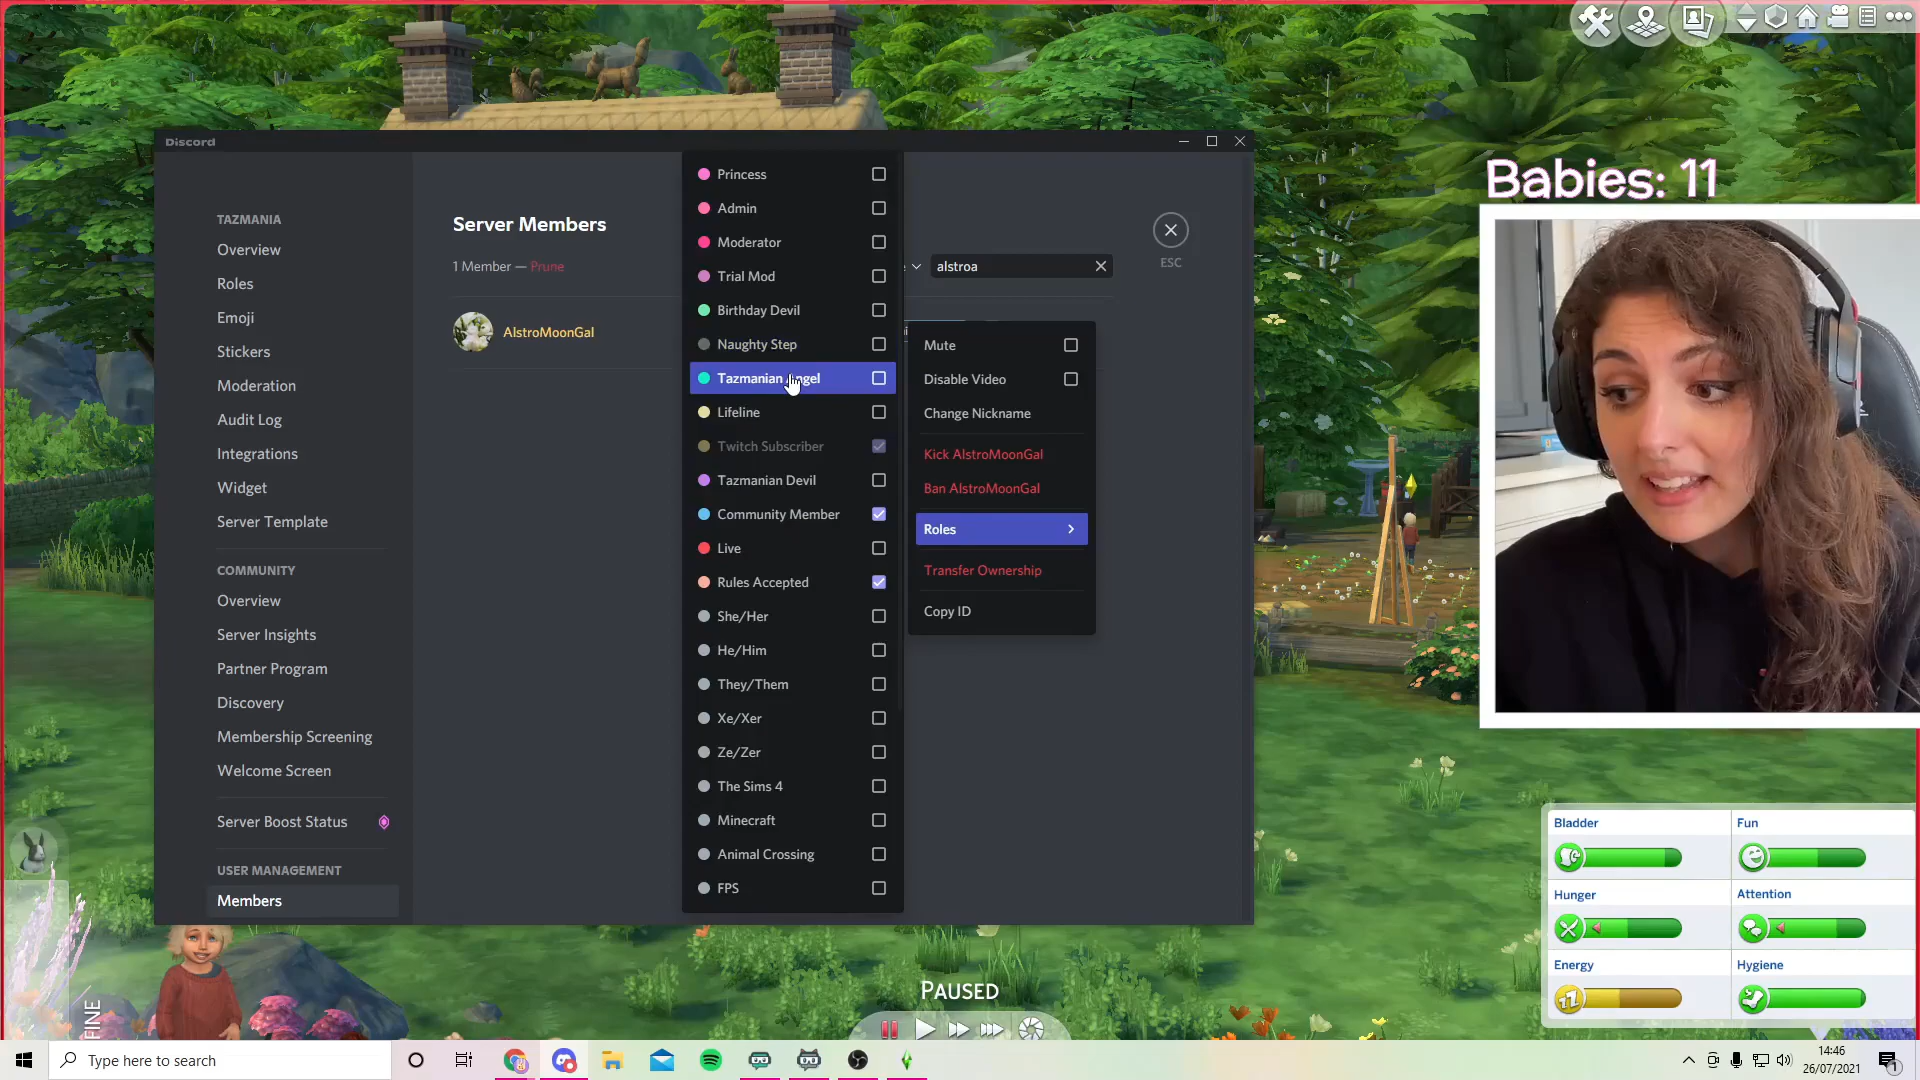 Discord
TAZMANIA
Overview
Roles
Emoji
Stickers
Moderation
Audit Log
Integrations
Widget
Server Template
COMMUNITY
Overview
Server Insights
Partner Program
Discovery
Membership Screening
Welcome Screen
Server Boost Status
USER MANAGEMENT
Members
Server Members
1 Member — Prune
AlstroMoonGal
alstroa
ESC
Princess
Admin
Moderator
Trial Mod
Birthday Devil
Naughty Step
Tazmanian Angel
Lifeline
Twitch Subscriber
Tazmanian Devil
Community Member
Live
Rules Accepted
She/Her
He/Him
They/Them
Xe/Xer
Ze/Zer
The Sims 4
Minecraft
Animal Crossing
FPS
Mute
Disable Video
Change Nickname
Kick AlstroMoonGal
Ban AlstroMoonGal
Roles
Transfer Ownership
Copy ID
Babies: 11
Bladder
Fun
Hunger
Attention
Energy
Hygiene
FINE
PAUSED
Type here to search
14:46
26/07/2021